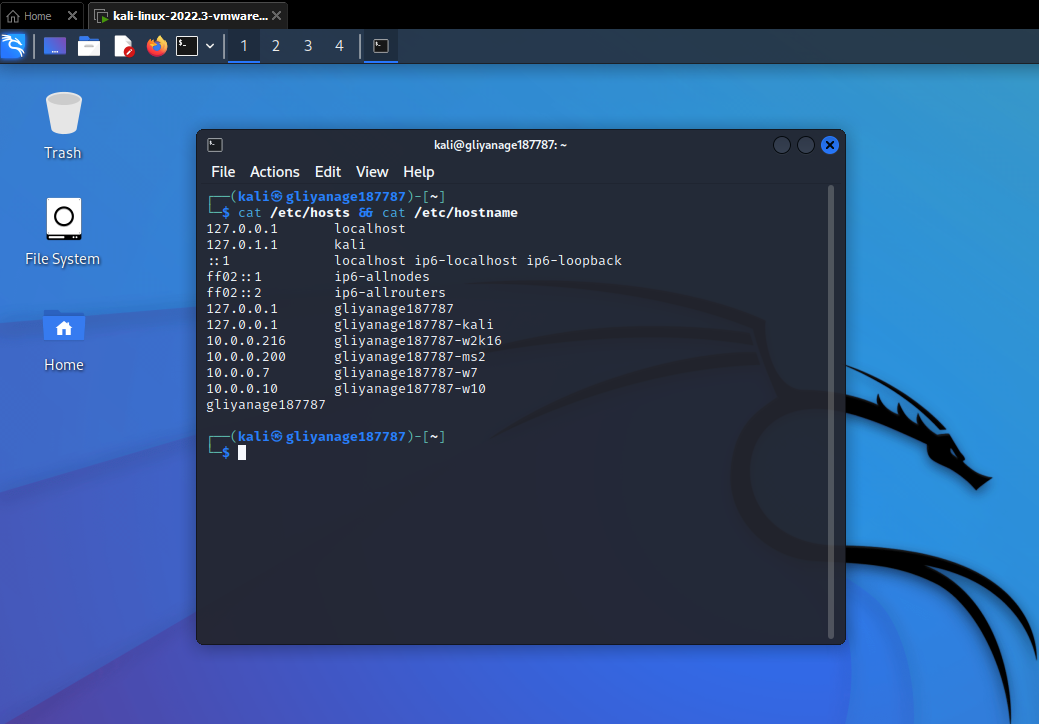 Home
kali-linux-2022.3-vmware...
1 2 3 4
Trash
File System
Home
kali@gliyanage187787: ~
File Actions Edit View Help
┌──(kali㉿gliyanage187787)-[~]
└─$ cat /etc/hosts && cat /etc/hostname
127.0.0.1 localhost
127.0.1.1 kali
::1 localhost ip6-localhost ip6-loopback
ff02::1 ip6-allnodes
ff02::2 ip6-allrouters
127.0.0.1 gliyanage187787
127.0.0.1 gliyanage187787-kali
10.0.0.216 gliyanage187787-w2k16
10.0.0.200 gliyanage187787-ms2
10.0.0.7 gliyanage187787-w7
10.0.0.10 gliyanage187787-w10
gliyanage187787
┌──(kali㉿gliyanage187787)-[~]
└─$